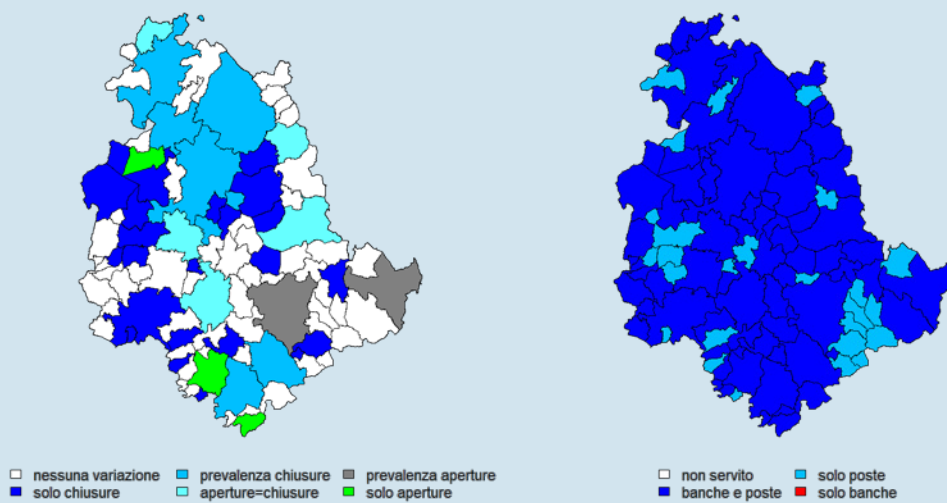 nessuna variazione prevalenza chiusure prevalenza aperture
solo chiusure aperture=chiusure solo aperture
non servito solo poste
banche e poste solo banche